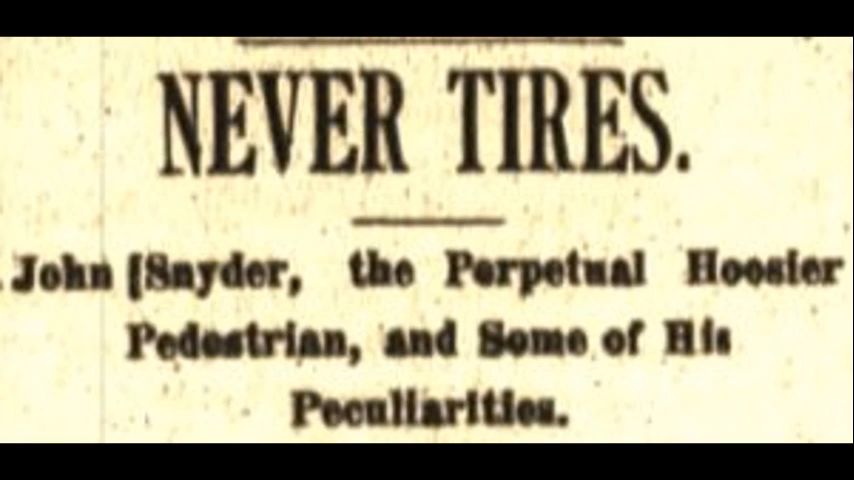 NEVER TIRES.
John [Snyder, the Perpetual Hoosier
Pedestrian, and Some of His
Peculiarities.